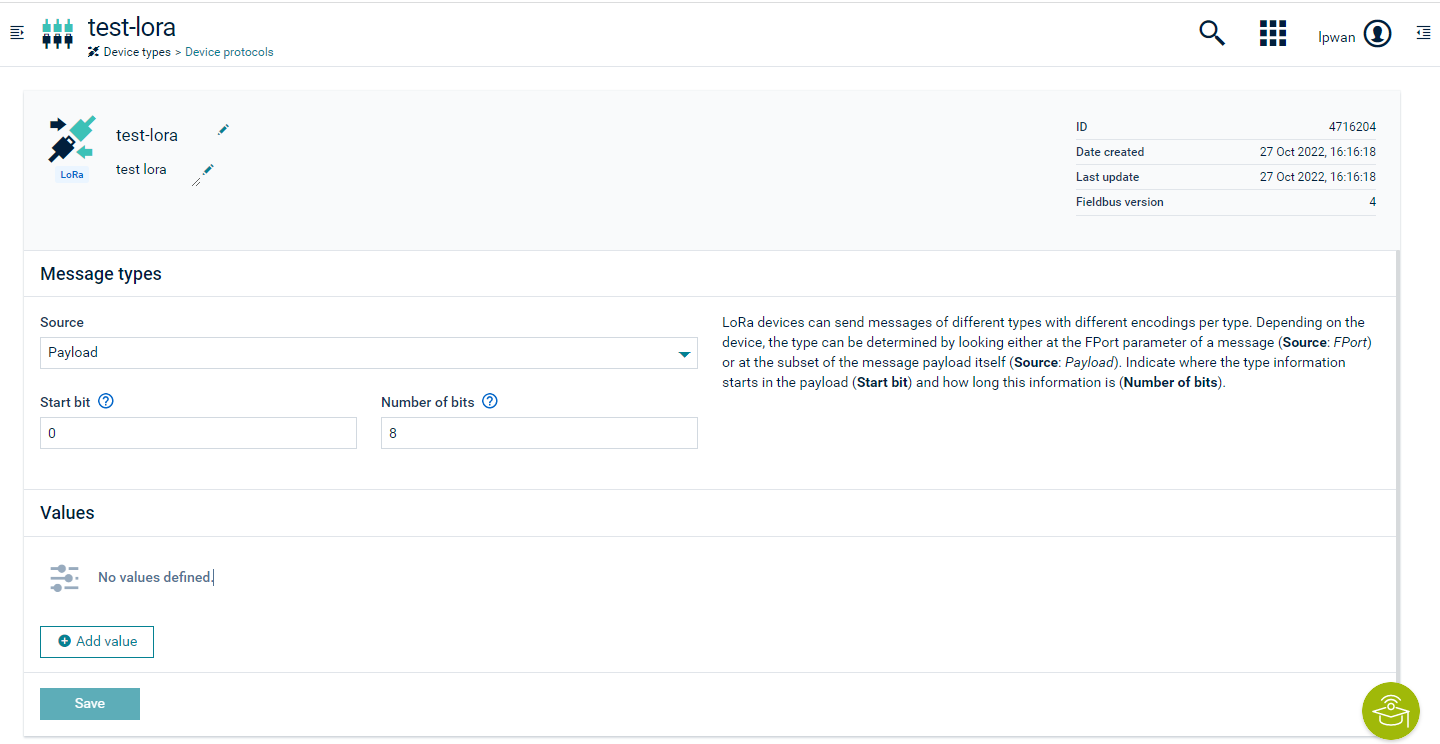 test-lora
Device types > Device protocols
lpwan
test-lora
test lora
LoRa
ID 4716204
Date created 27 Oct 2022, 16:16:18
Last update 27 Oct 2022, 16:16:18
Fieldbus version 4
Message types
Source
Payload
Start bit ?
0
Number of bits ?
8
LoRa devices can send messages of different types with different encodings per type. Depending on the
device, the type can be determined by looking either at the FPort parameter of a message (Source: FPort)
or at the subset of the message payload itself (Source: Payload). Indicate where the type information
starts in the payload (Start bit) and how long this information is (Number of bits).
Values
No values defined.
Add value
Save